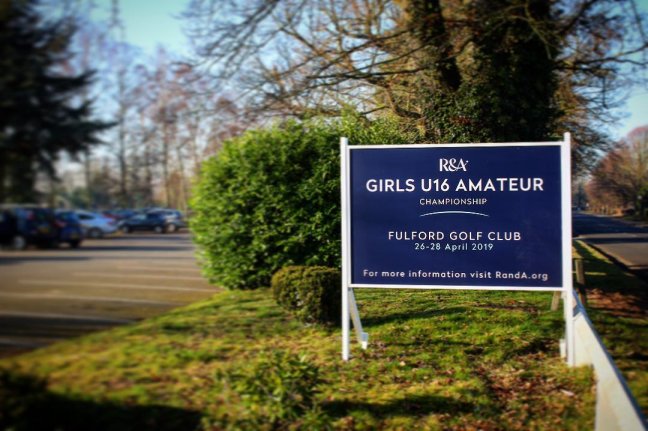 R&A
GIRLS U16 AMATEUR
CHAMPIONSHIP
FULFORD GOLF CLUB
26-28 April 2019
For more information visit RandA.org